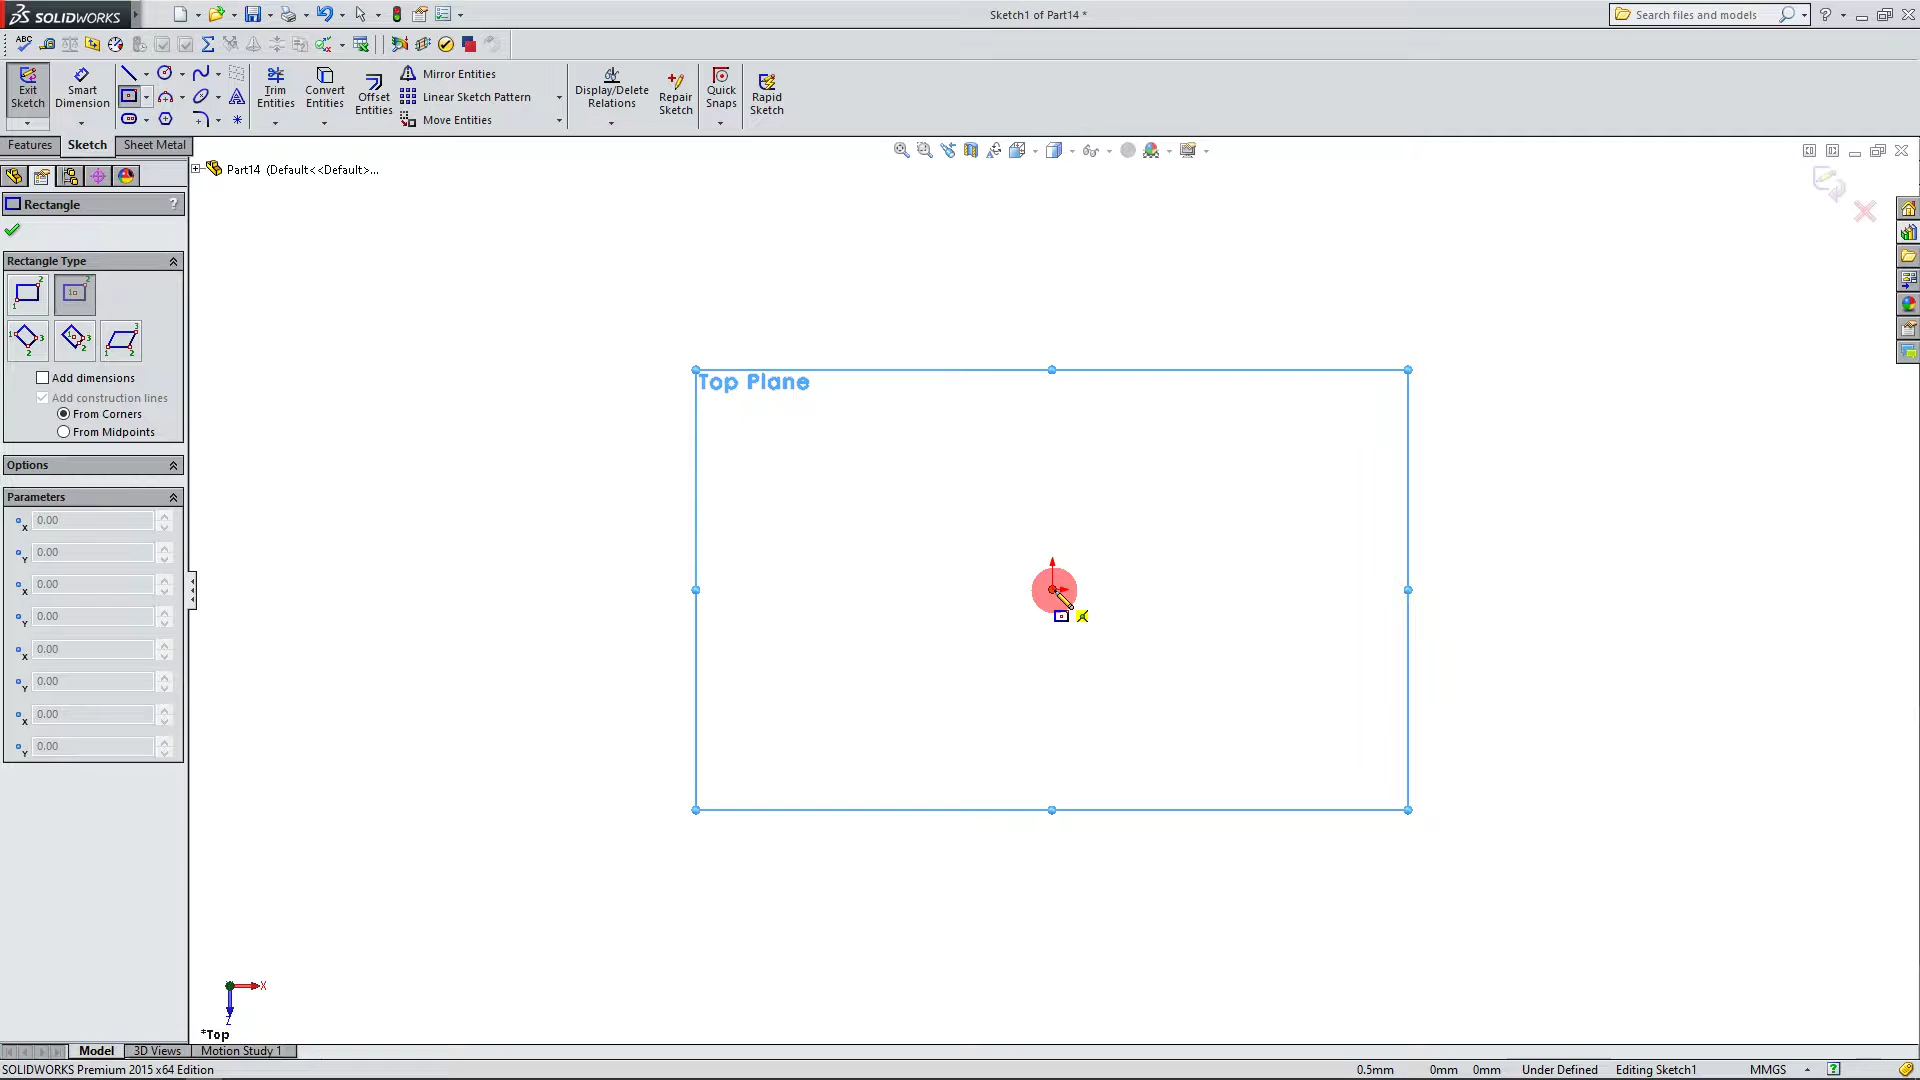 SOLIDWORKS
Sketch1 of Part14 *
Search files and models
?
ABC
Exit Sketch
Smart Dimension
Trim Entities
Convert Entities
Offset Entities
Mirror Entities
Linear Sketch Pattern
Move Entities
Display/Delete Relations
Repair Sketch
Quick Snaps
Rapid Sketch
Features
Sketch
Sheet Metal
Part14 (Default<<Default>...
Rectangle
?
Rectangle Type
Add dimensions
Add construction lines
From Corners
From Midpoints
Options
Parameters
X 0.00
Y 0.00
X 0.00
Y 0.00
X 0.00
Y 0.00
X 0.00
Y 0.00
Top Plane
X
Z
*Top
Model
3D Views
Motion Study 1
SOLIDWORKS Premium 2015 x64 Edition
0.5mm
0mm
0mm
Under Defined
Editing Sketch1
MMGS
?